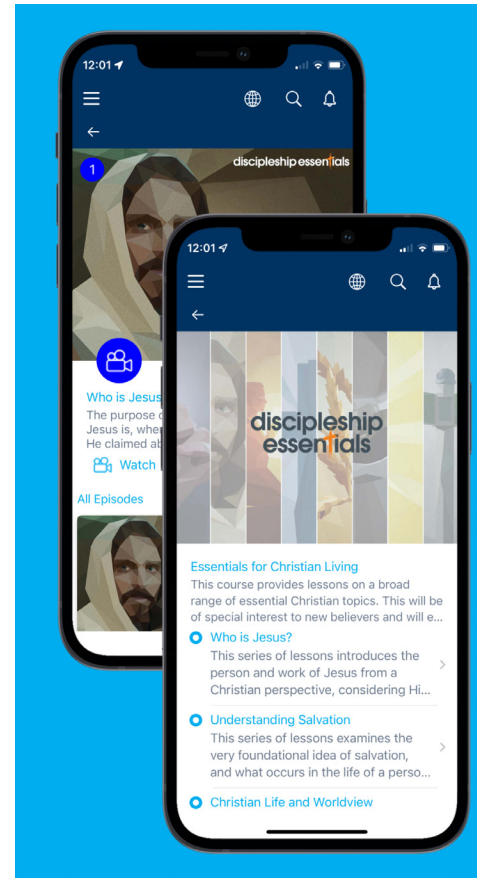 12:01
1
discipleship essentials
Who is Jesus
The purpose
Jesus is, whe
He claimed ab
Watch
All Episodes
12:01
discipleship
essentials
Essentials for Christian Living
This course provides lessons on a broad
range of essential Christian topics. This will be
of special interest to new believers and will e...
Who is Jesus?
This series of lessons introduces the
person and work of Jesus from a
Christian perspective, considering Hi...
Understanding Salvation
This series of lessons examines the
very foundational idea of salvation,
and what occurs in the life of a perso...
Christian Life and Worldview